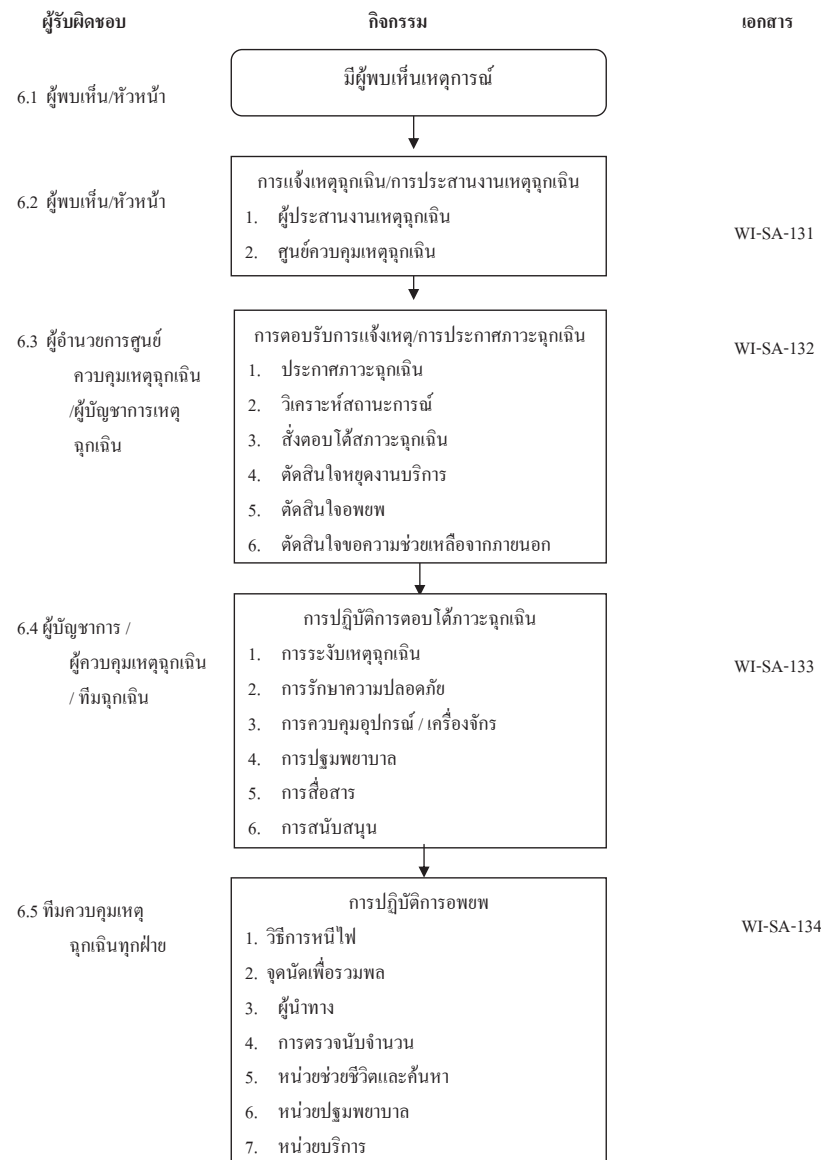 ผู้รับผิดชอบ กิจกรรม เอกสาร
มีผู้พบเห็นเหตุการณ์
6.1 ผู้พบเห็น/หัวหน้า
การแจ้งเหตุฉุกเฉิน/การประสานงานเหตุฉุกเฉิน
6.2 ผู้พบเห็น/หัวหน้า
1. ผู้ประสานงานเหตุฉุกเฉิน
WI-SA-131
2. ศูนย์ควบคุมเหตุฉุกเฉิน
6.3 ผู้อำนวยการศูนย์
ควบคุมเหตุฉุกเฉิน
/ผู้บัญชาการเหตุ
ฉุกเฉิน
การตอบรับการแจ้งเหตุ/การประกาศภาวะฉุกเฉิน
WI-SA-132
1. ประกาศภาวะฉุกเฉิน
2. วิเคราะห์สถานะการณ์
3. สั่งตอบโต้สภาวะฉุกเฉิน
4. ตัดสินใจหยุดงานบริการ
5. ตัดสินใจอพยพ
6. ตัดสินใจขอความช่วยเหลือจากภายนอก
6.4 ผู้บัญชาการ /
ผู้ควบคุมเหตุฉุกเฉิน
/ ทีมฉุกเฉิน
การปฏิบัติการตอบโต้ภาวะฉุกเฉิน
1. การระงับเหตุฉุกเฉิน
WI-SA-133
2. การรักษาความปลอดภัย
3. การควบคุมอุปกรณ์ / เครื่องจักร
4. การปฐมพยาบาล
5. การสื่อสาร
6. การสนับสนุน
6.5 ทีมควบคุมเหตุ
ฉุกเฉินทุกฝ่าย
การปฏิบัติการอพยพ
WI-SA-134
1. วิธีการหนีไฟ
2. จุดนัดเพื่อรวมพล
3. ผู้นำทาง
4. การตรวจนับจำนวน
5. หน่วยช่วยชีวิตและค้นหา
6. หน่วยปฐมพยาบาล
7. หน่วยบริการ